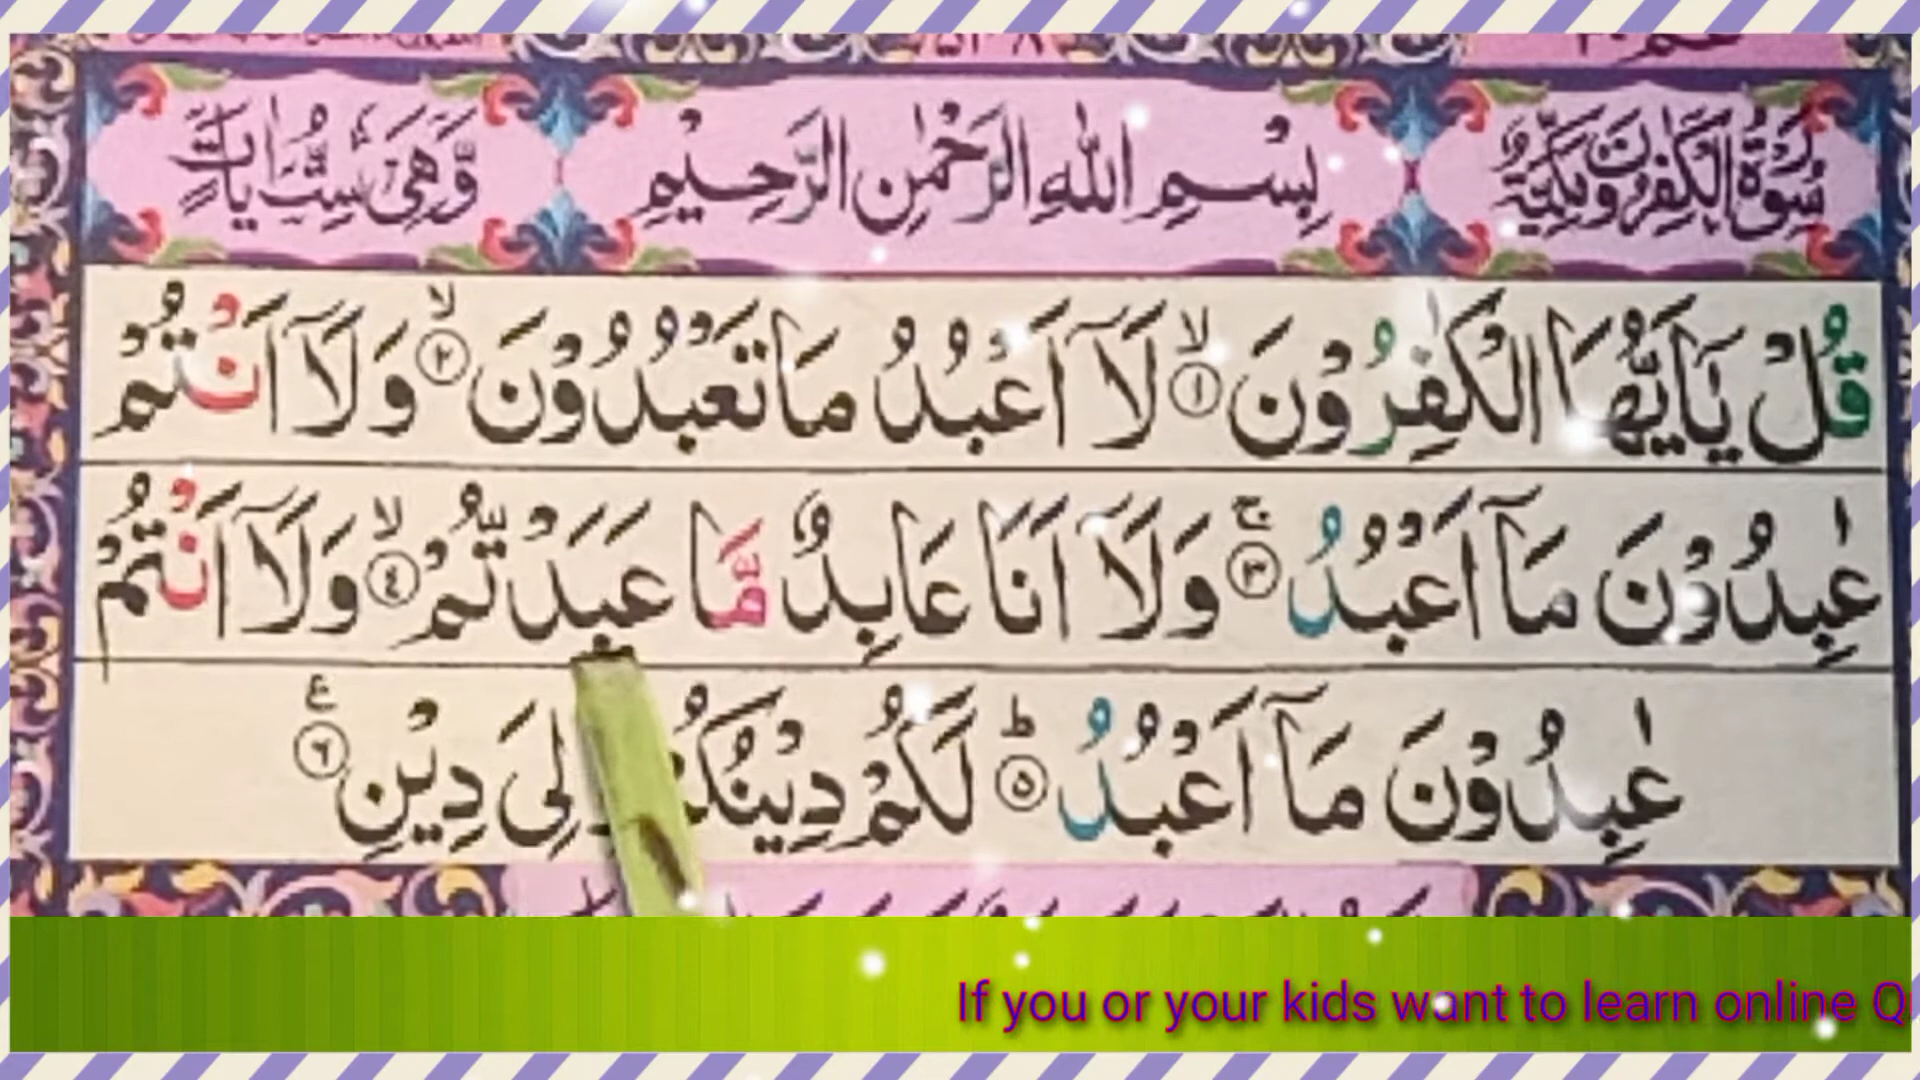 سُوْرَةُ الْكٰفِرُوْنَ مَكِّيَّةٌ
بِسْمِ اللّٰهِ الرَّحْمٰنِ الرَّحِيْمِ
وَّهِىَ سِتُّ اٰيَاتٍ
قُلْ يٰۤاَيُّهَا الْكٰفِرُوْنَ ۙ‏﴿۱﴾ لَاۤ اَعْبُدُ مَا تَعْبُدُوْنَ ۙ‏﴿۲﴾ وَلَاۤ اَنْتُمْ
عٰبِدُوْنَ مَاۤ اَعْبُدُ ۚ‏﴿۳﴾ وَلَاۤ اَنَا عَابِدٌ مَّا عَبَدْتُّمْ ۙ‏﴿۴﴾ وَلَاۤ اَنْتُمْ
عٰبِدُوْنَ مَاۤ اَعْبُدُ ؕ‏﴿۵﴾ لَكُمْ دِيْنُكُمْ لِىَ دِيْنِ ﴿۶﴾ ع
If you or your kids want to learn online Q